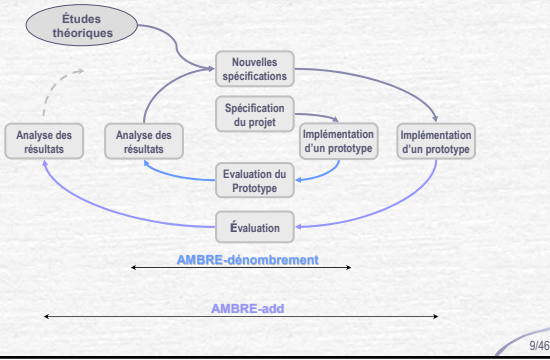 Études
théoriques
Nouvelles
spécifications
Spécification
du projet
Analyse des
résultats
Analyse des
résultats
Implémentation
d'un prototype
Implémentation
d'un prototype
Evaluation du
Prototype
Évaluation
AMBRE-dénombrement
AMBRE-add
9/46